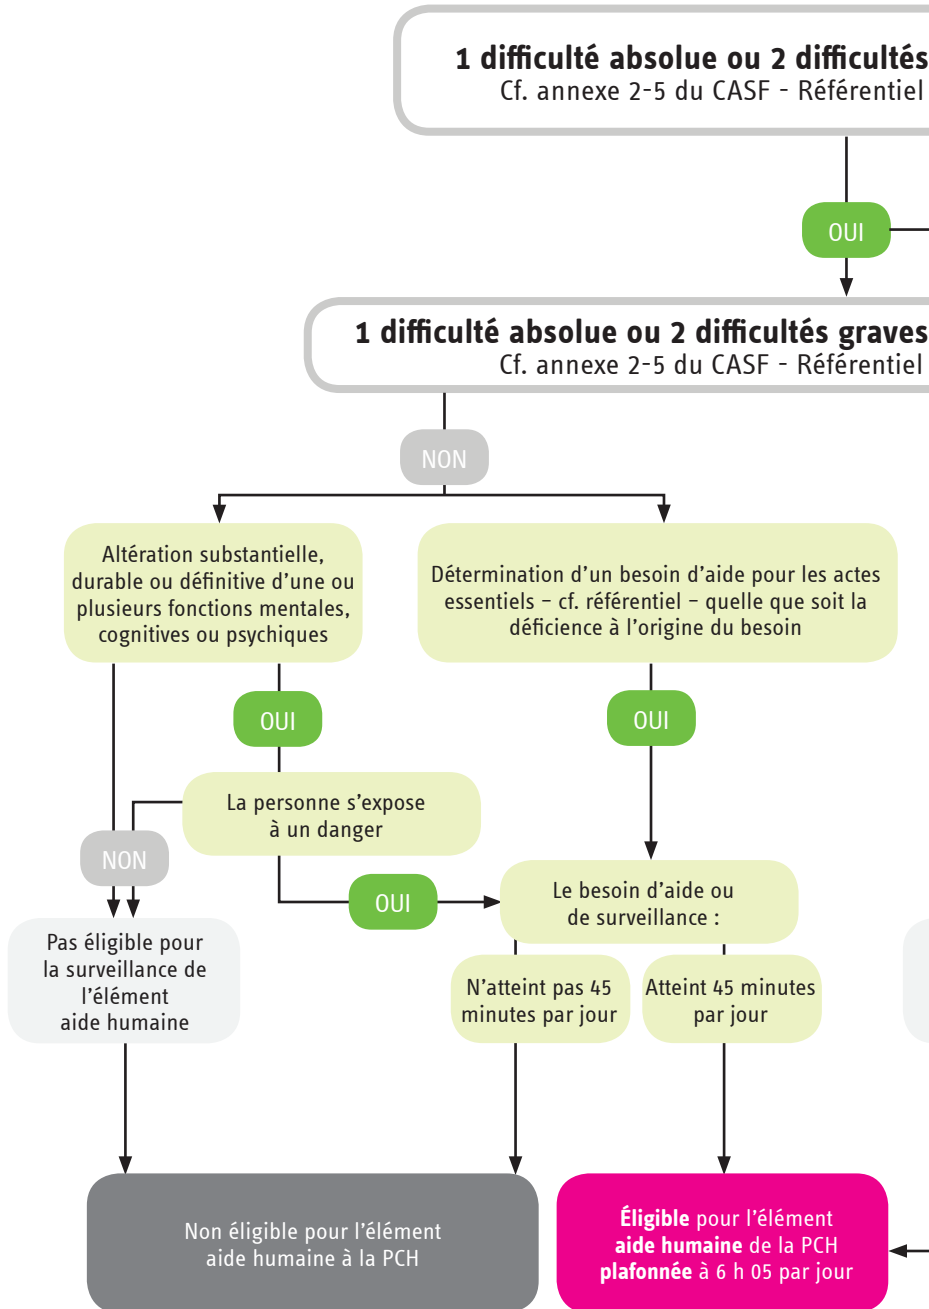 1 difficulté absolue ou 2 difficultés
Cf. annexe 2-5 du CASF - Référentiel
OUI
1 difficulté absolue ou 2 difficultés graves
Cf. annexe 2-5 du CASF - Référentiel
NON
Altération substantielle,
durable ou définitive d’une ou
plusieurs fonctions mentales,
cognitives ou psychiques
Détermination d’un besoin d’aide pour les actes
essentiels – cf. référentiel – quelle que soit la
déficience à l’origine du besoin
OUI
OUI
La personne s’expose
à un danger
NON
OUI
Le besoin d’aide ou
de surveillance :
Pas éligible pour
la surveillance de
l’élément
aide humaine
N’atteint pas 45
minutes par jour
Atteint 45 minutes
par jour
Non éligible pour l’élément
aide humaine à la PCH
Éligible pour l’élément
aide humaine de la PCH
plafonnée à 6 h 05 par jour